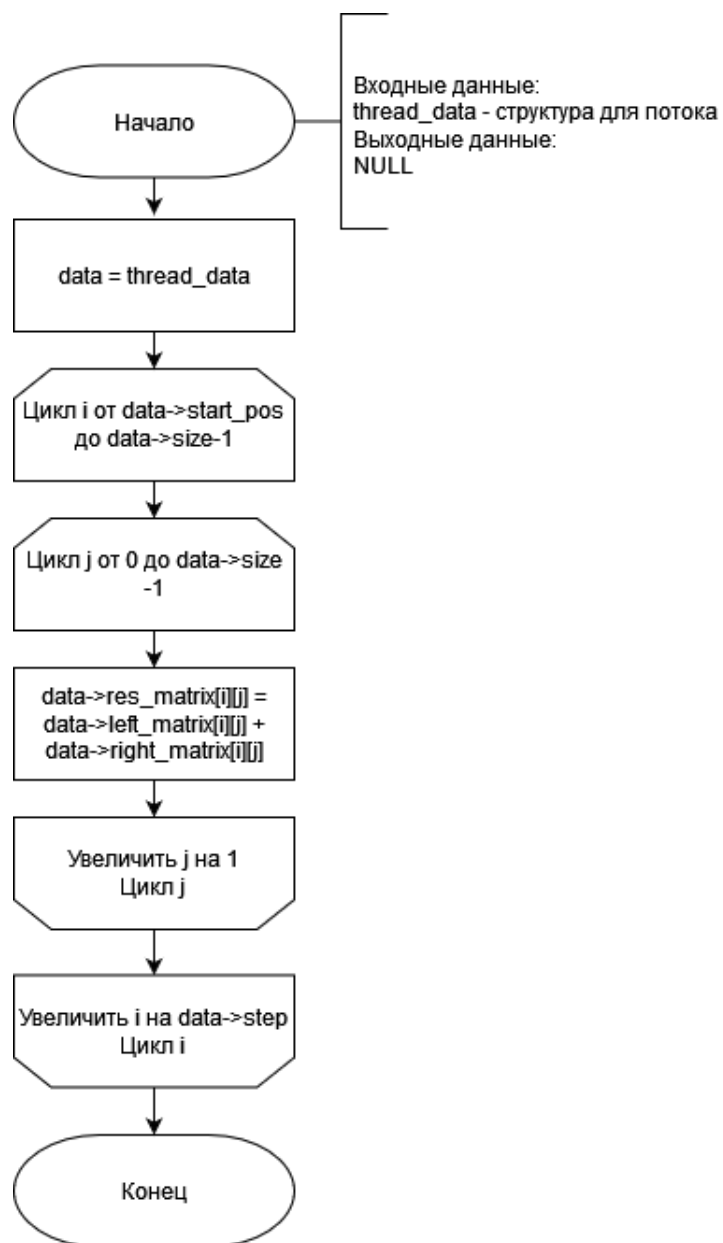 Начало
Входные данные:
thread_data - структура для потока
Выходные данные:
NULL
data = thread_data
Цикл i от data->start_pos
до data->size-1
Цикл j от 0 до data->size
-1
data->res_matrix[i][j] =
data->left_matrix[i][j] +
data->right_matrix[i][j]
Увеличить j на 1
Цикл j
Увеличить i на data->step
Цикл i
Конец